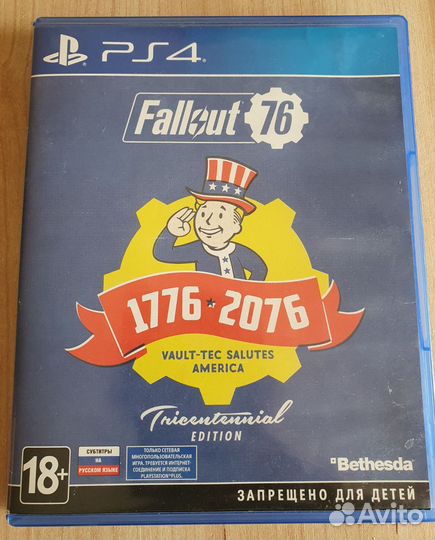 PS4
Fallout 76
1776 ★ 2076
VAULT-TEC SALUTES
AMERICA
Tricentennial
EDITION
18+
СУБТИТРЫ
НА
РУССКОМ ЯЗЫКЕ
ТОЛЬКО СЕТЕВАЯ
МНОГОПОЛЬЗОВАТЕЛЬСКАЯ
ИГРА. ТРЕБУЕТСЯ ИНТЕРНЕТ-
СОЕДИНЕНИЕ И ПОДПИСКА
PLAYSTATION®PLUS.
Bethesda
ЗАПРЕЩЕНО ДЛЯ ДЕТЕЙ
Avito